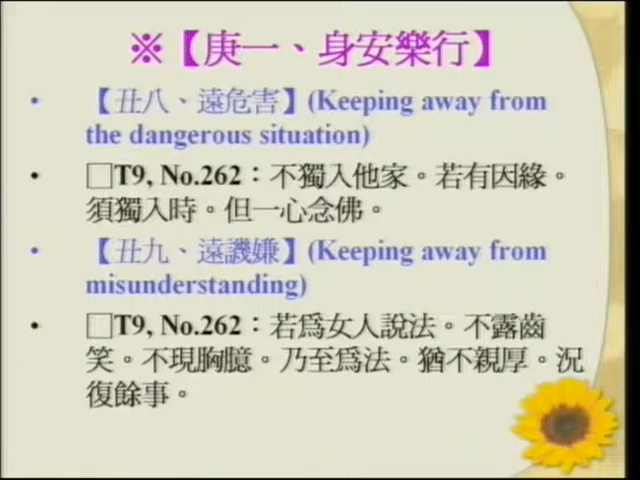 ※【庚一、身安樂行】
• 【丑八、遠危害】(Keeping away from
the dangerous situation)
• □T9, No.262：不獨入他家。若有因緣。
須獨入時。但一心念佛。
• 【丑九、遠譏嫌】(Keeping away from
misunderstanding)
• □T9, No.262：若爲女人說法。不露齒
笑。不現胸臆。乃至爲法。猶不親厚。況
復餘事。